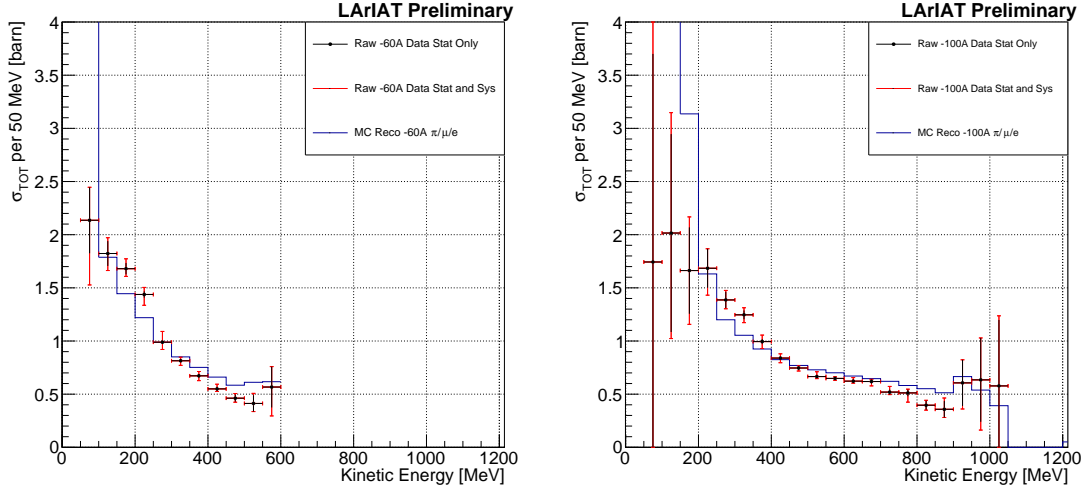 LArIAT Preliminary
σTOT per 50 MeV [barn]
4
3.5
3
2.5
2
1.5
1
0.5
0
Raw -60A Data Stat Only
Raw -60A Data Stat and Sys
MC Reco -60A π/μ/e
0 200 400 600 800 1000 1200
Kinetic Energy [MeV]
LArIAT Preliminary
σTOT per 50 MeV [barn]
4
3.5
3
2.5
2
1.5
1
0.5
0
Raw -100A Data Stat Only
Raw -100A Data Stat and Sys
MC Reco -100A π/μ/e
0 200 400 600 800 1000 1200
Kinetic Energy [MeV]